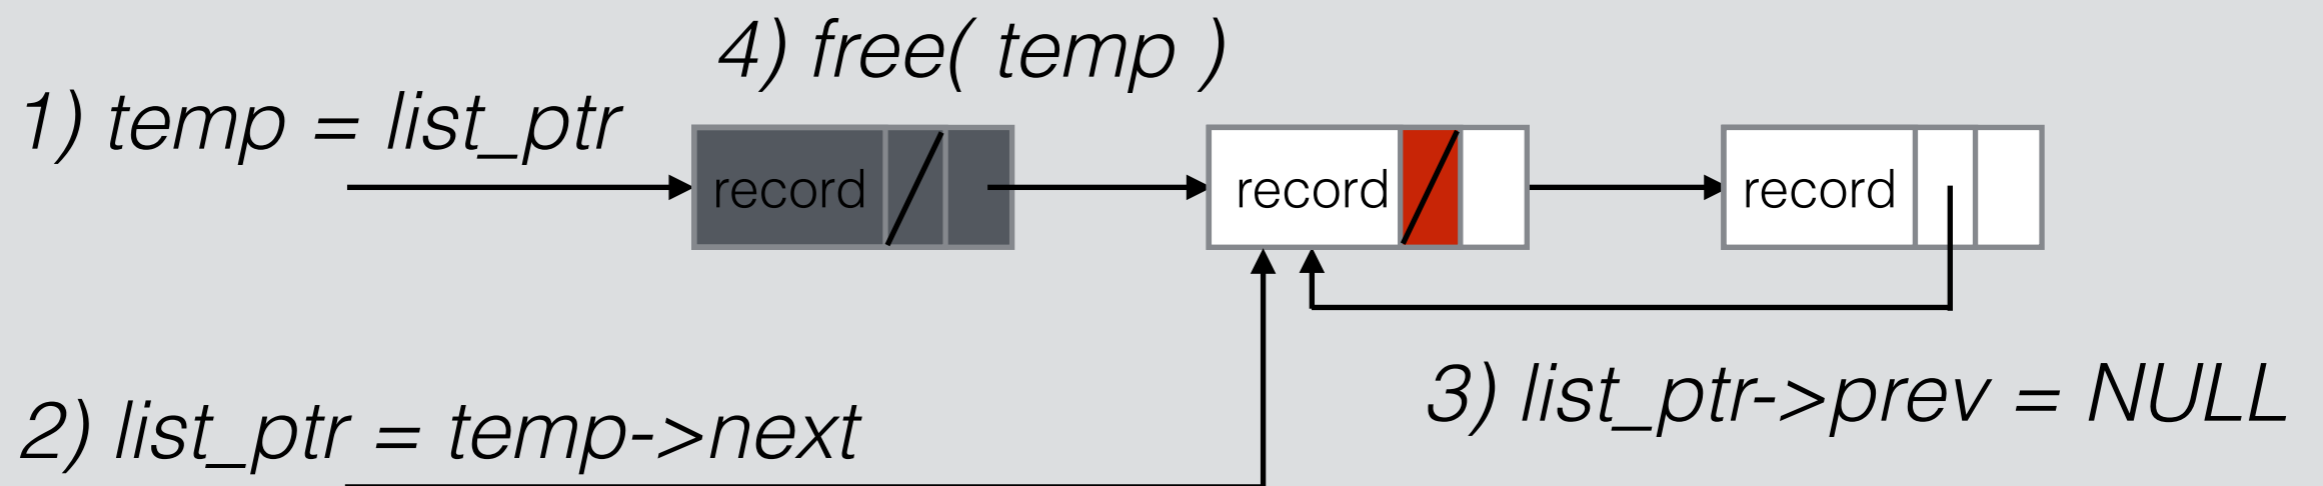 4) free( temp )
1) temp = list_ptr
record
record
record
3) list_ptr->prev = NULL
2) list_ptr = temp->next